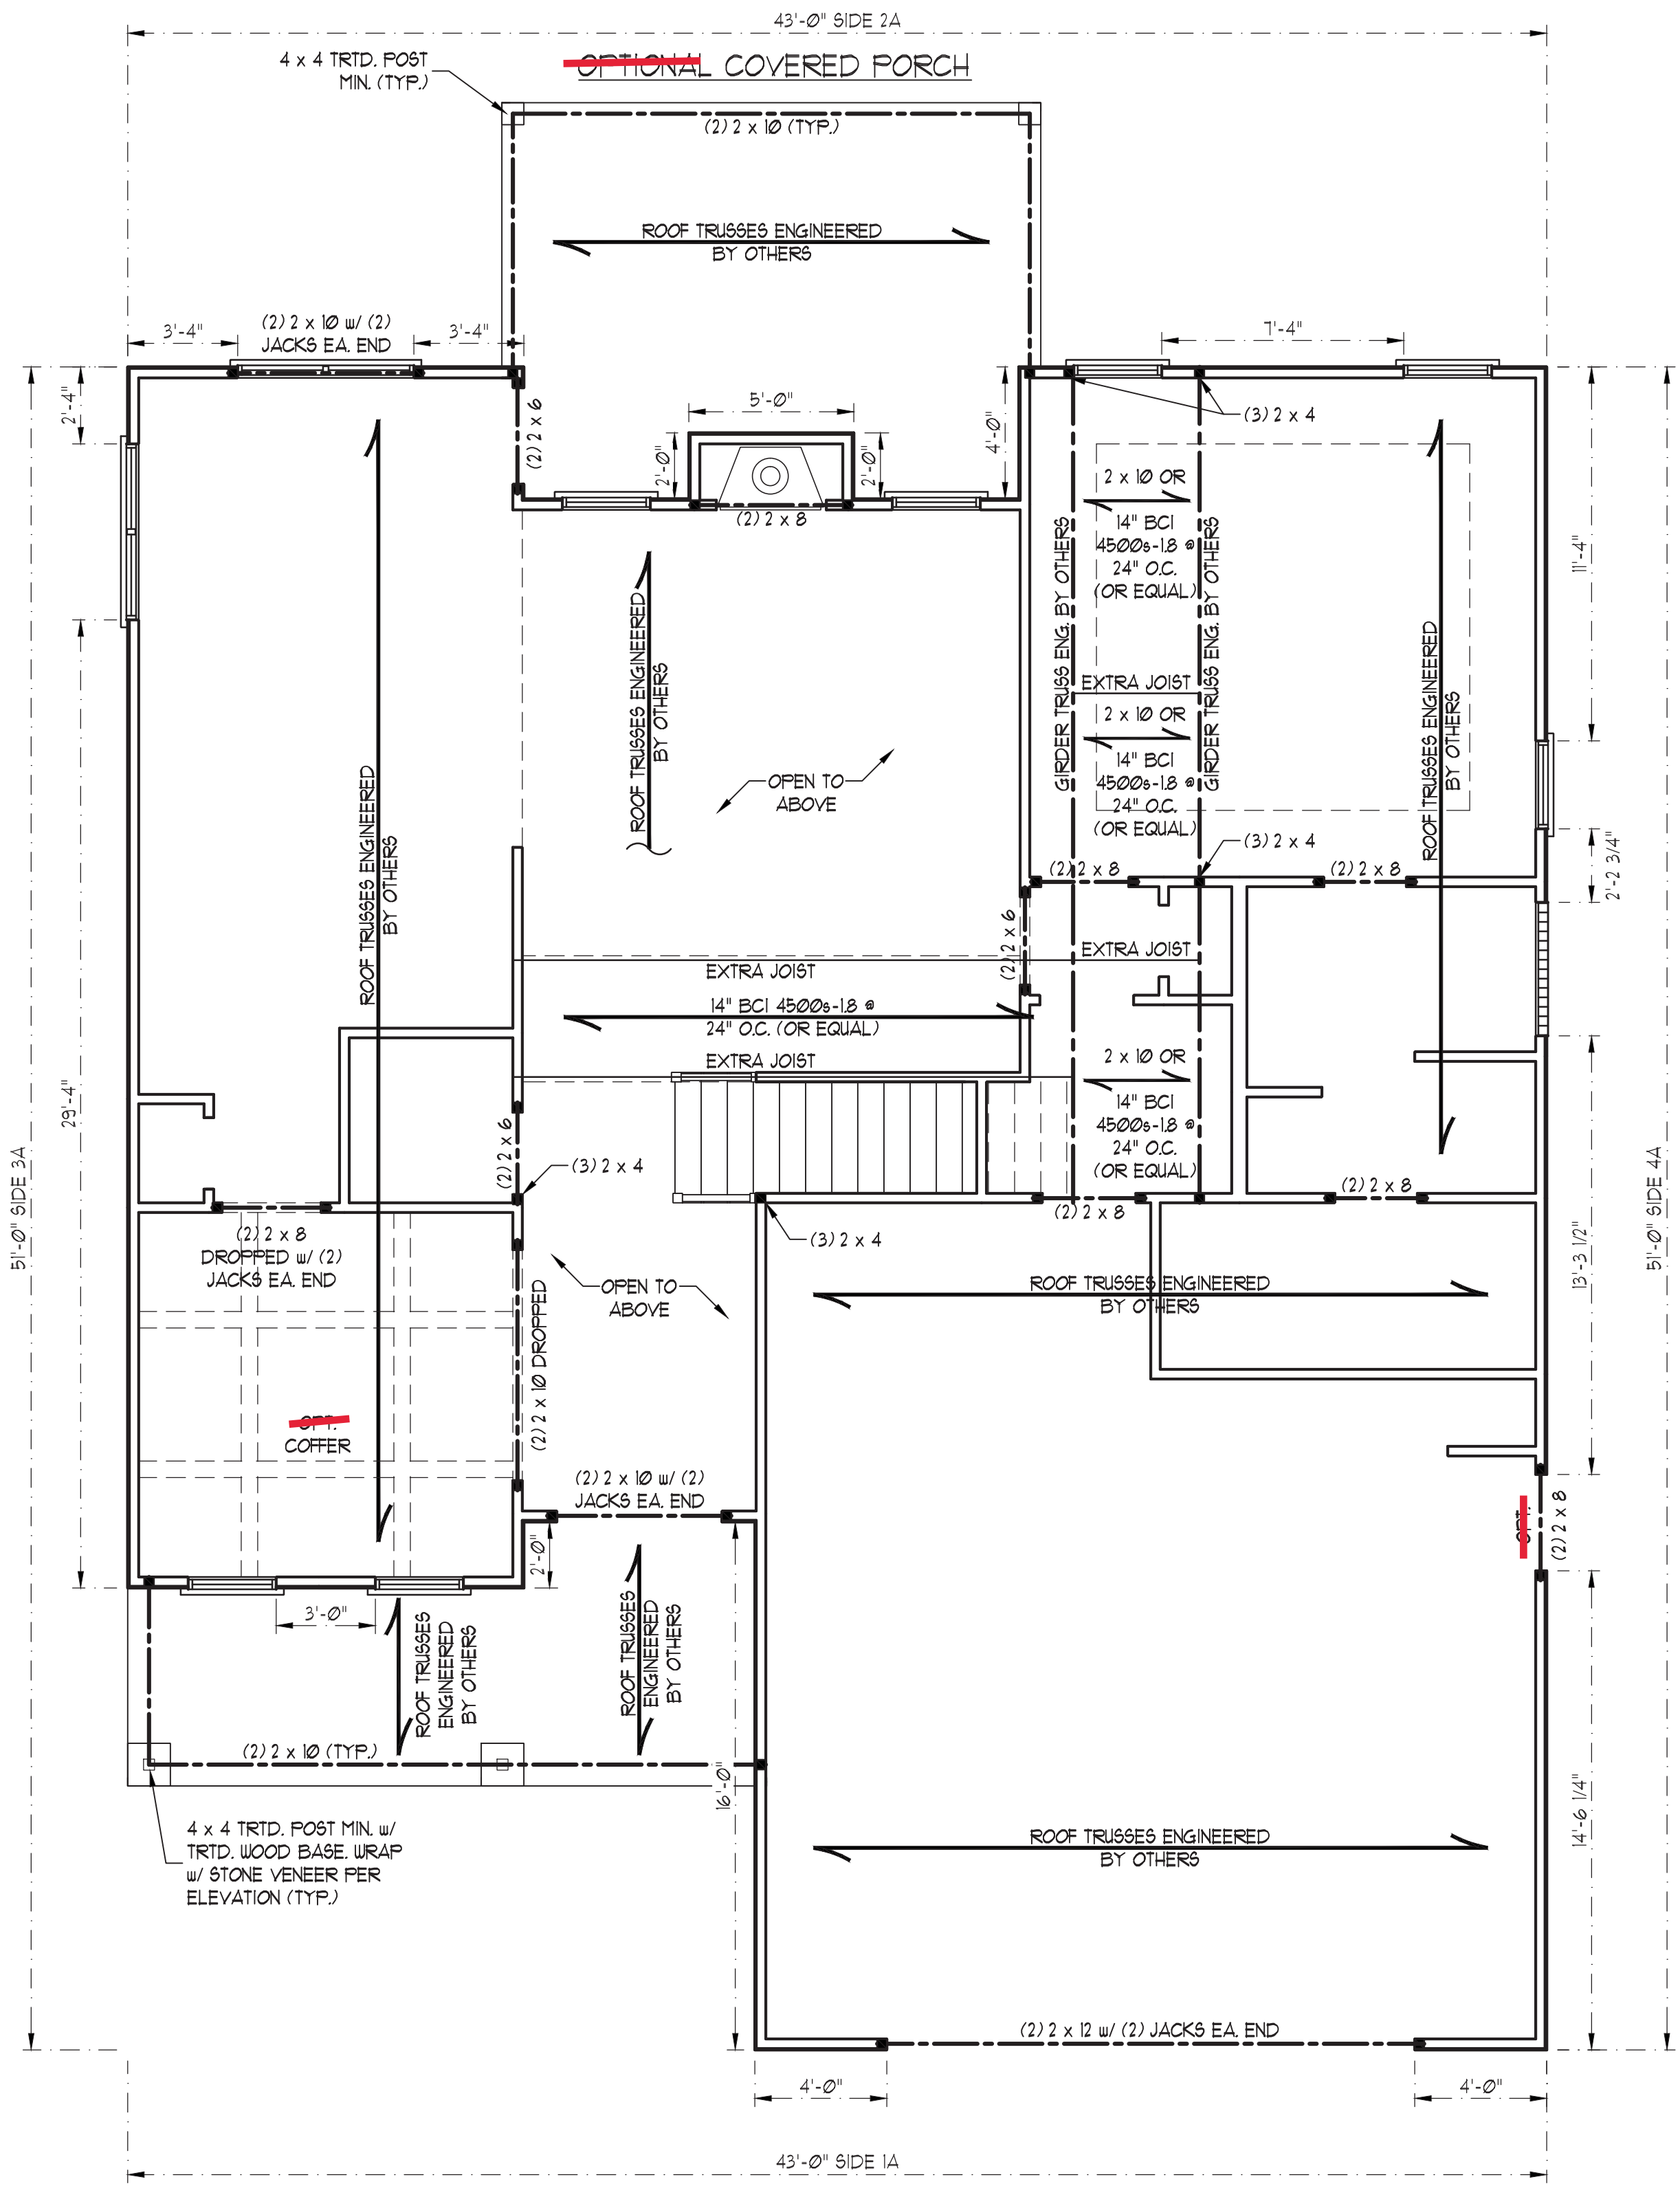 43'-0" SIDE 2A
OPTIONAL COVERED PORCH
4 x 4 TRTD. POST
MIN. (TYP.)
(2) 2 x 10 (TYP.)
ROOF TRUSSES ENGINEERED
BY OTHERS
3'-4"
(2) 2 x 10 w/ (2)
JACKS EA. END
3'-4"
7'-4"
2'-4"
(2) 2 x 6
5'-0"
2'-0"
2'-0"
4'-0"
(3) 2 x 4
(2) 2 x 8
2 x 10 OR
14" BCI
4500s-1.8 @
24" O.C.
(OR EQUAL)
GIRDER TRUSS ENG. BY OTHERS
GIRDER TRUSS ENG. BY OTHERS
11'-4"
ROOF TRUSSES ENGINEERED
BY OTHERS
EXTRA JOIST
2 x 10 OR
14" BCI
4500s-1.8 @
24" O.C.
(OR EQUAL)
ROOF TRUSSES ENGINEERED
BY OTHERS
OPEN TO
ABOVE
ROOF TRUSSES ENGINEERED
BY OTHERS
(3) 2 x 4
(2) 2 x 8
(2) 2 x 8
2'-2 3/4"
(2) 2 x 6
EXTRA JOIST
EXTRA JOIST
14" BCI 4500s-1.8 @
24" O.C. (OR EQUAL)
EXTRA JOIST
2 x 10 OR
14" BCI
4500s-1.8 @
24" O.C.
(OR EQUAL)
29'-4"
51'-0" SIDE 3A
51'-0" SIDE 4A
(2) 2 x 6
(3) 2 x 4
(2) 2 x 8
(2) 2 x 8
(2) 2 x 8
DROPPED w/ (2)
JACKS EA. END
(3) 2 x 4
13'-3 1/2"
OPEN TO
ABOVE
ROOF TRUSSES ENGINEERED
BY OTHERS
(2) 2 x 10 DROPPED
OPT.
COFFER
(2) 2 x 10 w/ (2)
JACKS EA. END
OPT.
(2) 2 x 8
2'-0"
3'-0"
ROOF TRUSSES
ENGINEERED
BY OTHERS
ROOF TRUSSES
ENGINEERED
BY OTHERS
(2) 2 x 10 (TYP.)
16'-0"
14'-6 1/4"
4 x 4 TRTD. POST MIN. w/
TRTD. WOOD BASE. WRAP
w/ STONE VENEER PER
ELEVATION (TYP.)
ROOF TRUSSES ENGINEERED
BY OTHERS
(2) 2 x 12 w/ (2) JACKS EA. END
4'-0"
4'-0"
43'-0" SIDE 1A